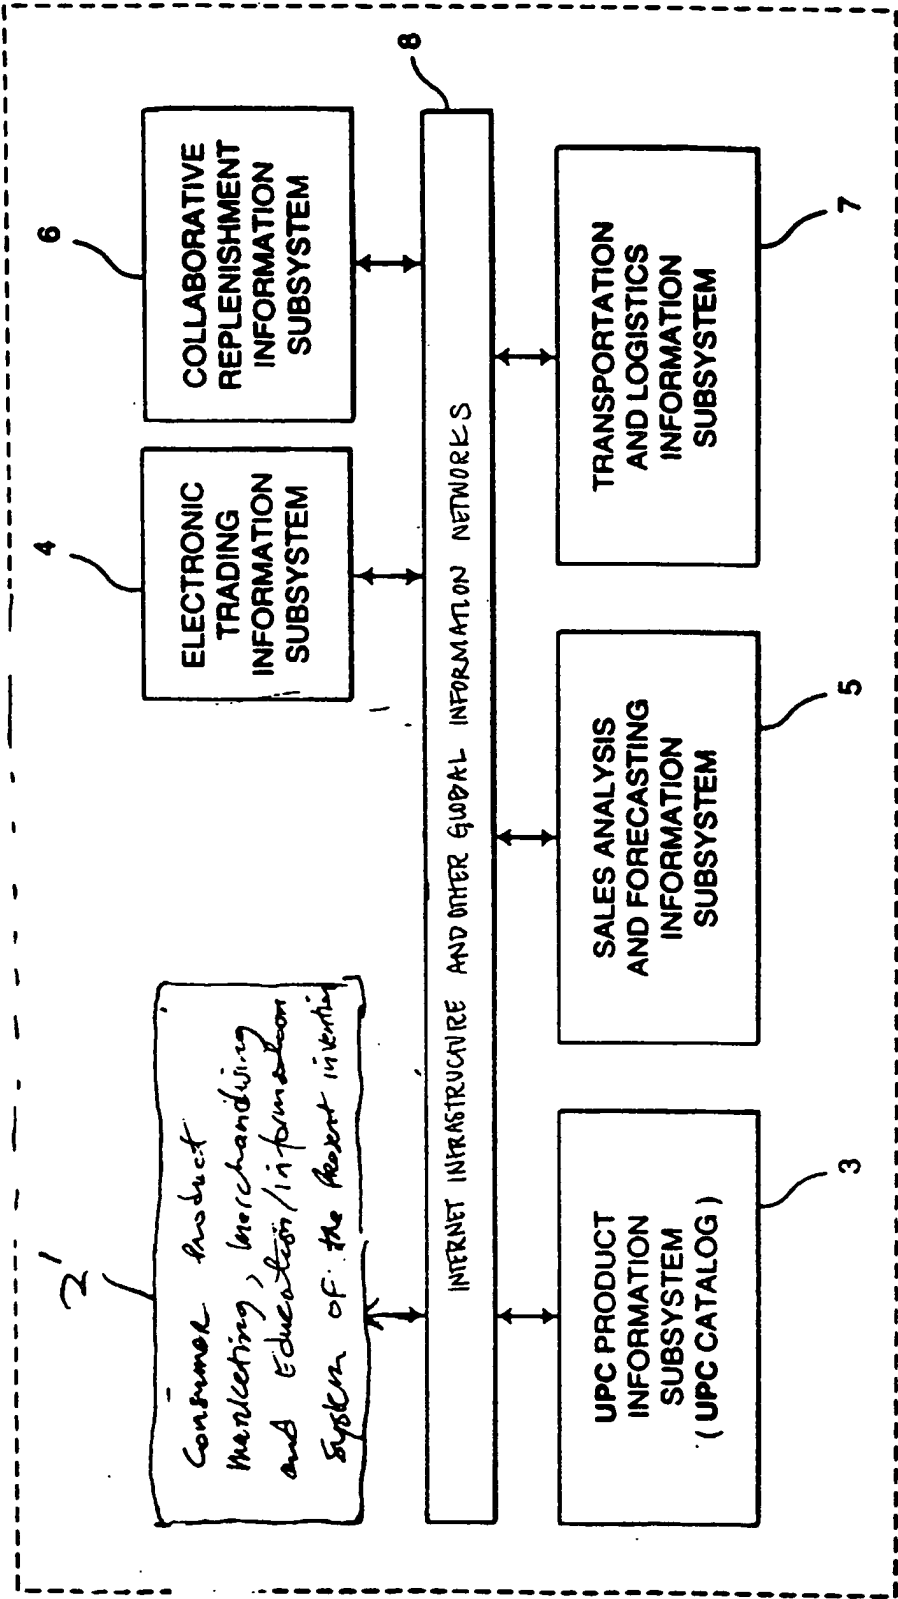 2'
Consumer Product
Marketing, Merchandising
and Education/information
System of the Present invention
4
ELECTRONIC
TRADING
INFORMATION
SUBSYSTEM
6
COLLABORATIVE
REPLENISHMENT
INFORMATION
SUBSYSTEM
8
INTERNET INFRASTRUCTURE AND OTHER GLOBAL INFORMATION NETWORKS
UPC PRODUCT
INFORMATION
SUBSYSTEM
(UPC CATALOG)
3
SALES ANALYSIS
AND FORECASTING
INFORMATION
SUBSYSTEM
5
TRANSPORTATION
AND LOGISTICS
INFORMATION
SUBSYSTEM
7